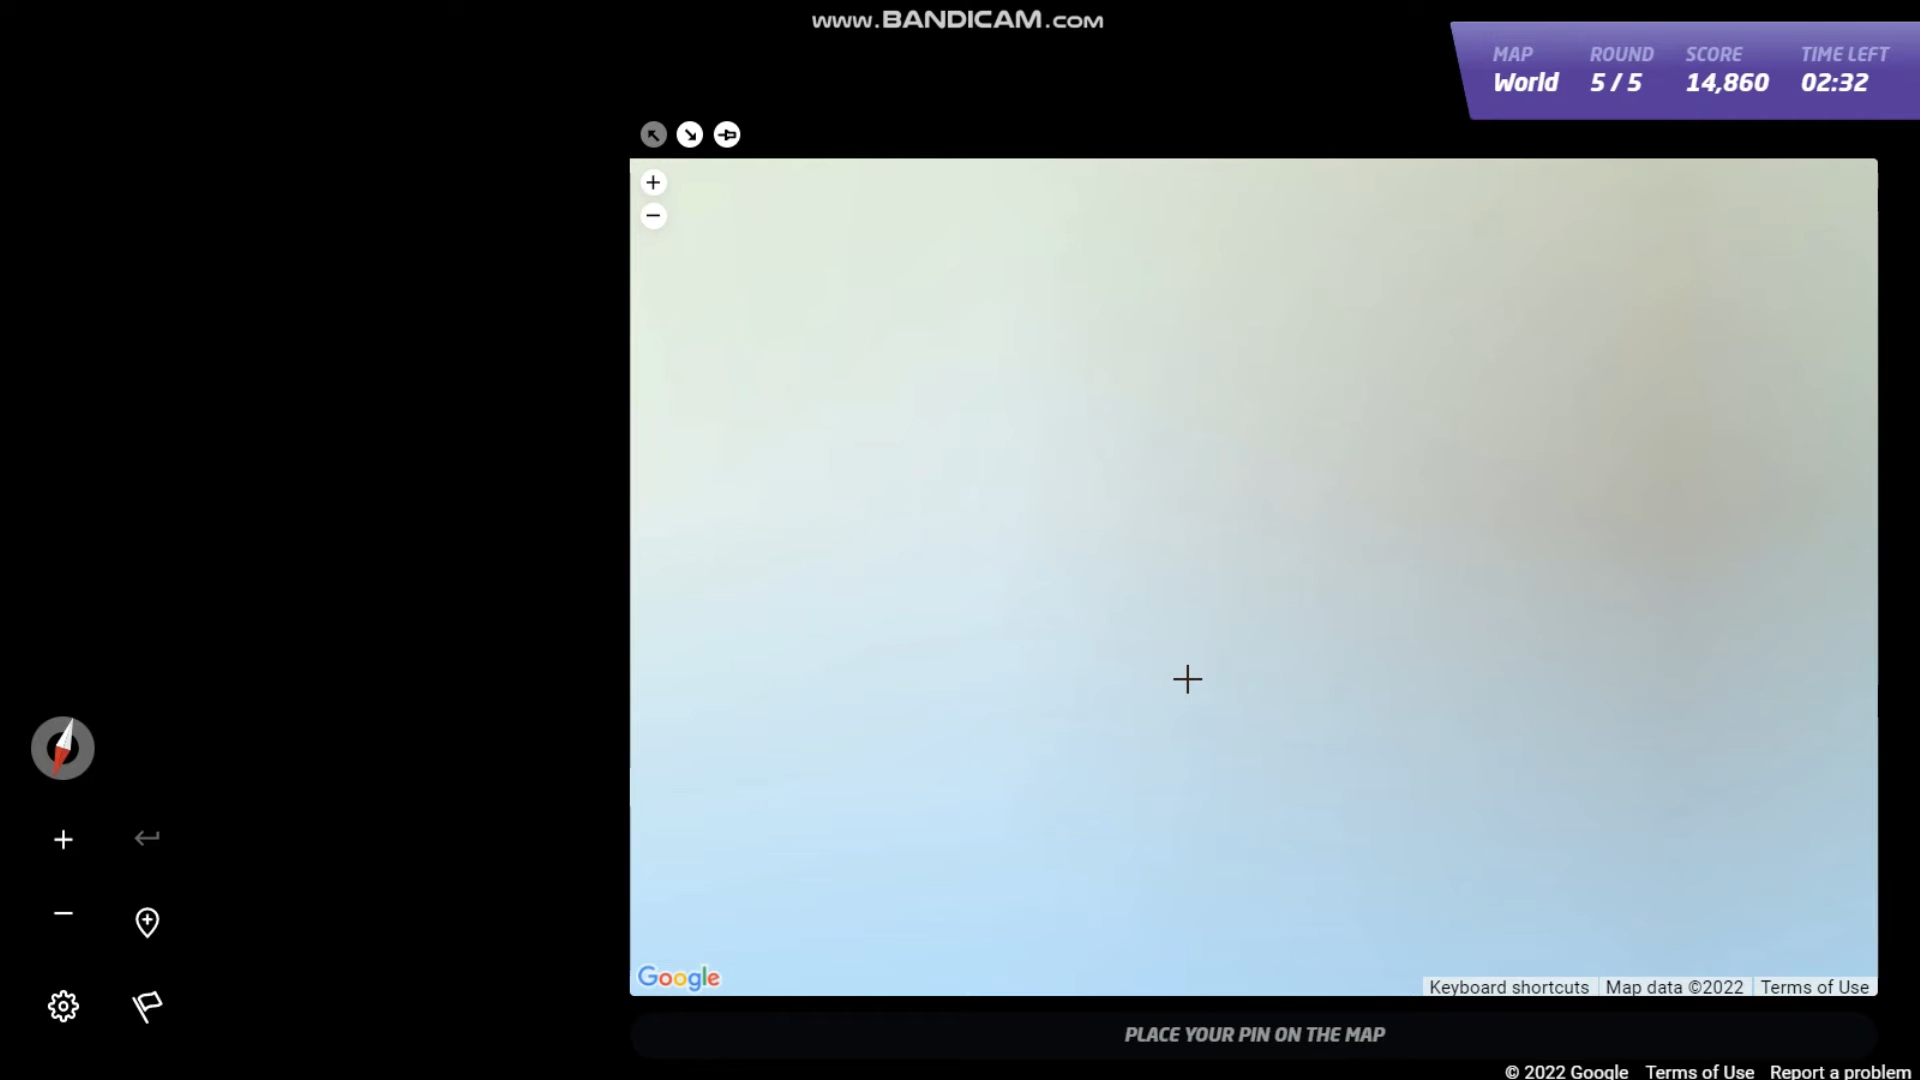 www.BANDICAM.COM
MAP ROUND SCORE TIME LEFT
World 5 / 5 14,860 02:32
Google
Keyboard shortcuts Map data ©2022 Terms of Use
PLACE YOUR PIN ON THE MAP
© 2022 Google Terms of Use Report a problem